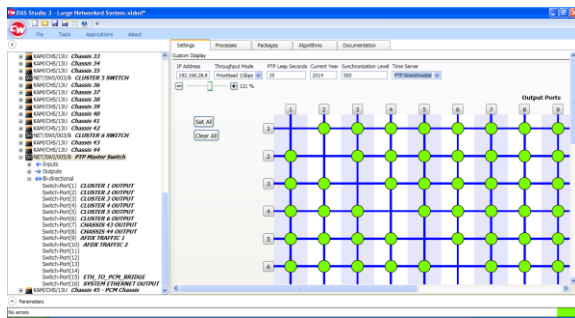 DAS Studio 3 - Large Networked System.xidml*
File Tools Applications About
KAM/CHS/13U Chassis 33
KAM/CHS/13U Chassis 34
KAM/CHS/13U Chassis 35
NET/SWI/003/B CLUSTER 5 SWITCH
KAM/CHS/13U Chassis 36
KAM/CHS/13U Chassis 37
KAM/CHS/13U Chassis 38
KAM/CHS/13U Chassis 39
KAM/CHS/13U Chassis 40
KAM/CHS/13U Chassis 41
KAM/CHS/13U Chassis 42
NET/SWI/003/B CLUSTER 6 SWITCH
KAM/CHS/13U Chassis 43
KAM/CHS/13U Chassis 44
NET/SWI/005/B PTP Master Switch
Inputs
Outputs
Bi-directional
Switch-Port(1) CLUSTER 1 OUTPUT
Switch-Port(2) CLUSTER 2 OUTPUT
Switch-Port(3) CLUSTER 3 OUTPUT
Switch-Port(4) CLUSTER 4 OUTPUT
Switch-Port(5) CLUSTER 5 OUTPUT
Switch-Port(6) CLUSTER 6 OUTPUT
Switch-Port(7) CHASSIS 43 OUTPUT
Switch-Port(8) CHASSIS 44 OUTPUT
Switch-Port(9) AFDX TRAFFIC 1
Switch-Port(10) AFDX TRAFFIC 2
Switch-Port(11)
Switch-Port(12)
Switch-Port(13)
Switch-Port(14)
Switch-Port(15) ETH_TO_PCM_BRIDGE
Switch-Port(16) SYSTEM ETHERNET OUTPUT
KAM/CHS/13U Chassis 45 - PCM Chassis
Settings Processes Packages Algorithms Documentation
Custom Display
IP Address Throughput Mode PTP Leap Seconds Current Year Synchronization Level Time Server
192.168.28.8 Prioritised 1Gbps 35 2014 500 PTP Grandmaster
121 %
Output Ports
Set All
Clear All
1 2 3 4 5 6 7 8 9
1
2
3
4
5
6
Parameters
No errors